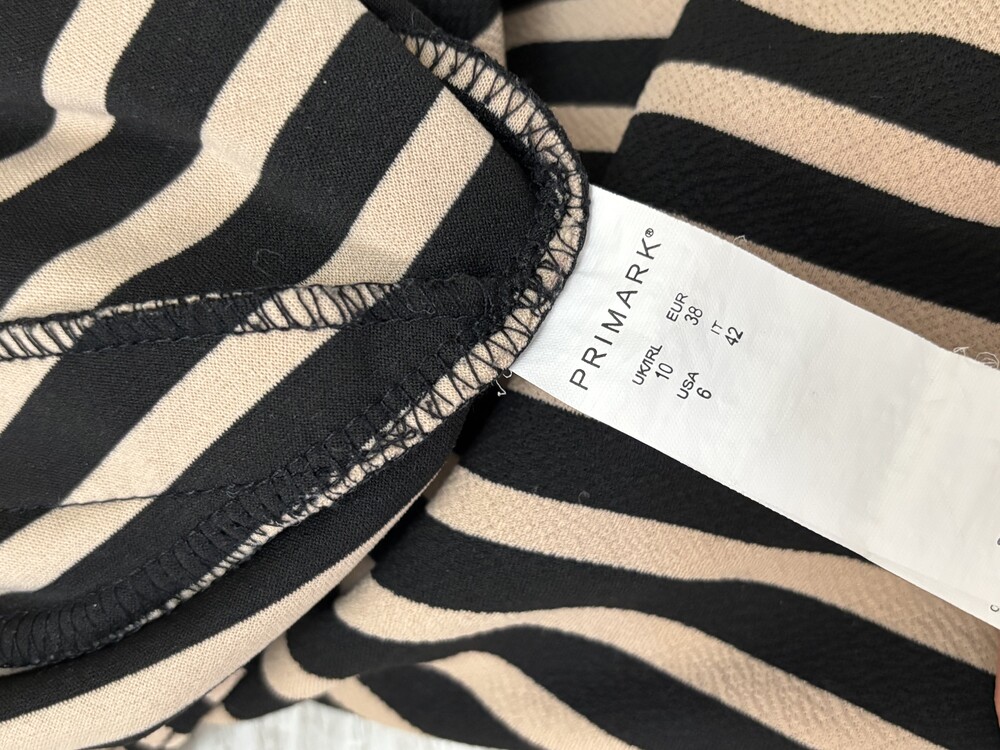 PRIMARK®
UK/IRL EUR
10 38
USA IT
6 42